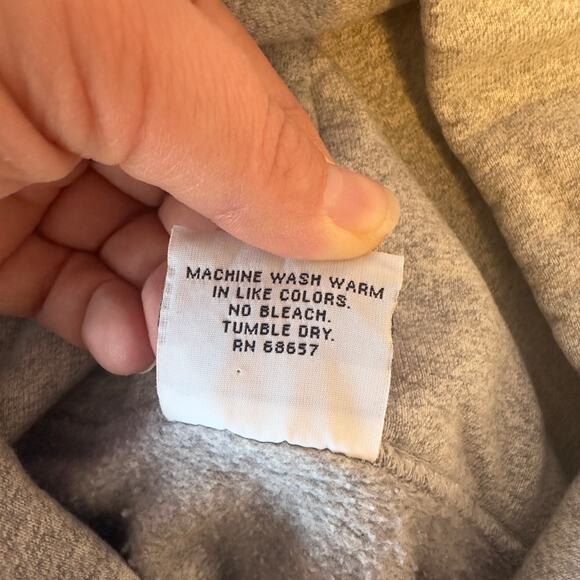 MACHINE WASH WARM
IN LIKE COLORS.
NO BLEACH.
TUMBLE DRY.
RN 68657